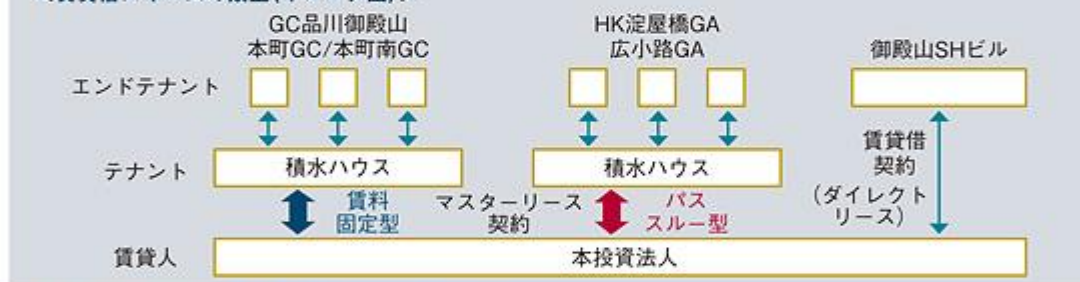 GC品川御殿山
本町GC/本町南GC
HK淀屋橋GA
広小路GA
御殿山SHビル
エンドテナント
テナント
積水ハウス
積水ハウス
賃料
固定型
マスターリース
契約
パス
スルー型
賃貸借
契約
(ダイレクト
リース)
賃貸人
本投資法人